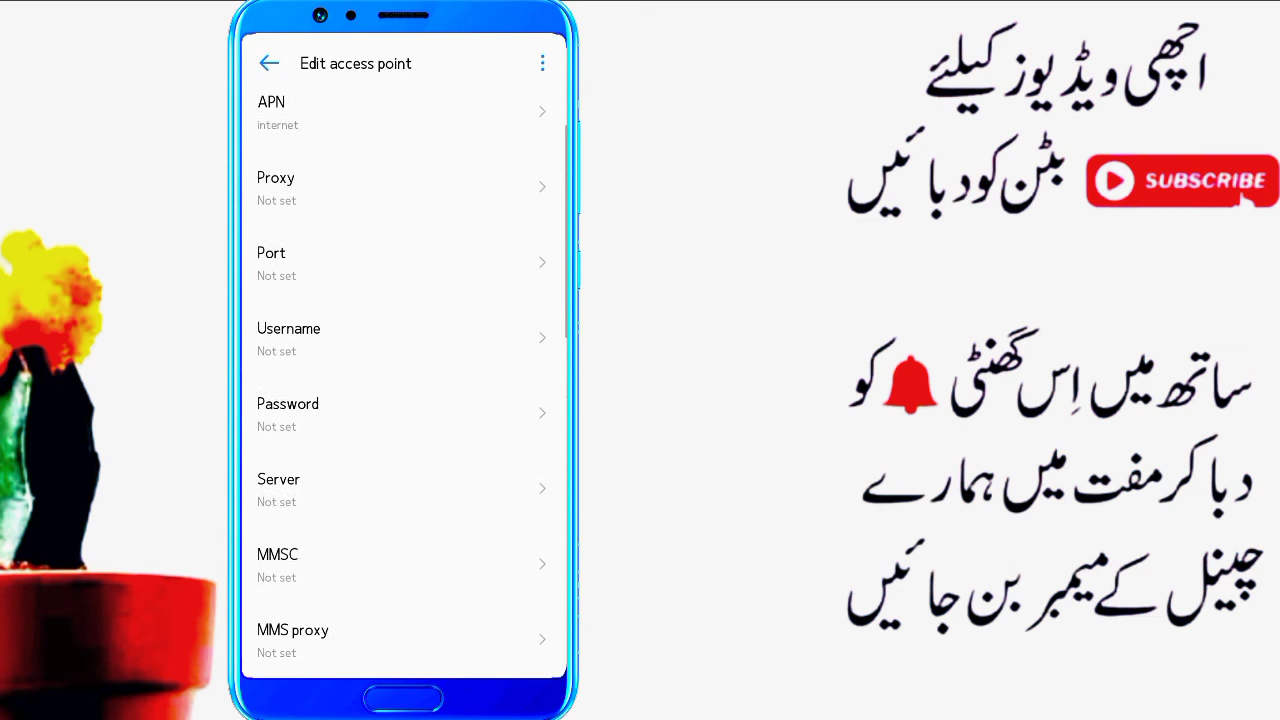 Edit access point
APN
internet
Proxy
Not set
Port
Not set
Username
Not set
Password
Not set
Server
Not set
MMSC
Not set
MMS proxy
Not set
اچھی ویڈیوز کیلئے
SUBSCRIBE بٹن کو دبائیں
ساتھ میں اِس گھنٹی کو
دبا کر مفت میں ہمارے
چینل کے میمبر بن جائیں